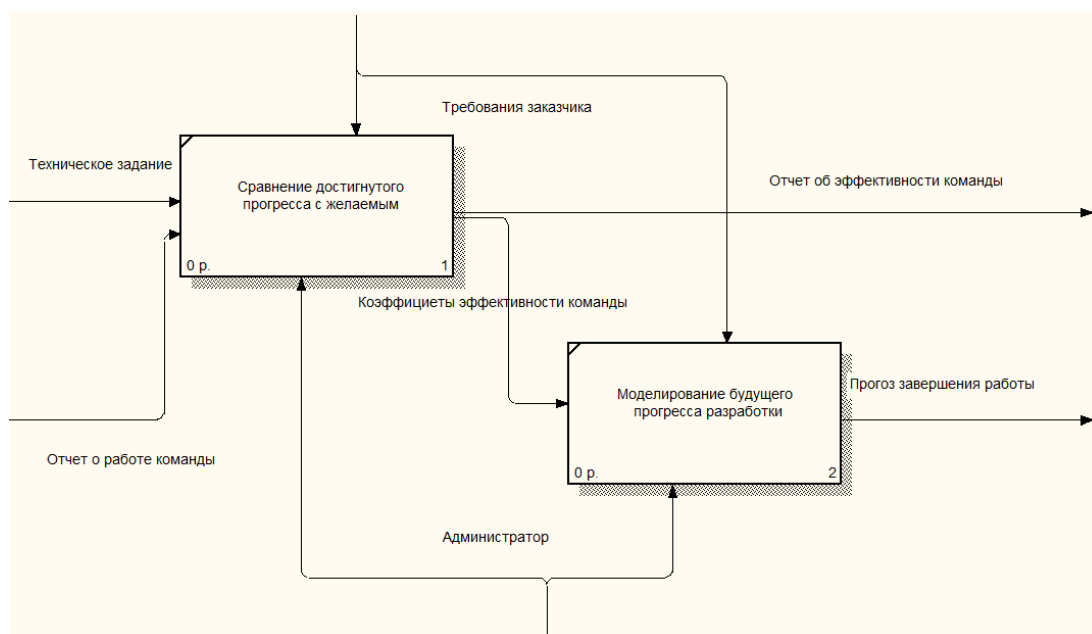 Требования заказчика
Техническое задание
Сравнение достигнутого
прогресса с желаемым
Отчет об эффективности команды
0 р.
1
Коэффициеты эффективности команды
Моделирование будущего
прогресса разработки
Прогоз завершения работы
Отчет о работе команды
0 р.
2
Администратор